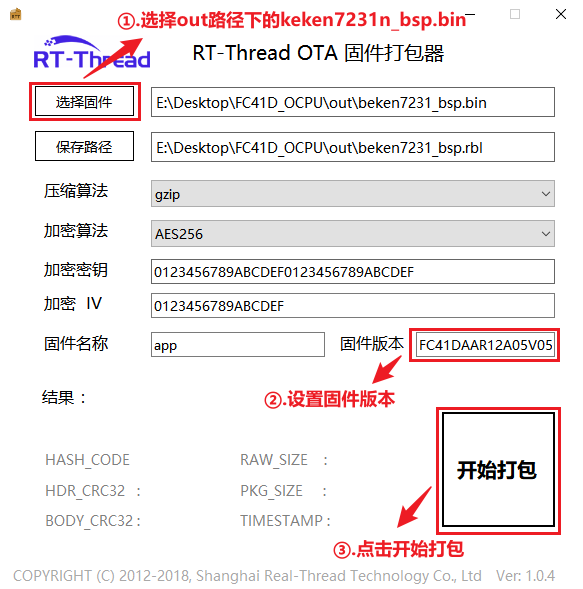 ①.选择out路径下的keken7231n_bsp.bin
RT-Thread
RT-Thread OTA 固件打包器
选择固件
E:\Desktop\FC41D_OCPU\out\beken7231_bsp.bin
保存路径
E:\Desktop\FC41D_OCPU\out\beken7231_bsp.rbl
压缩算法
gzip
加密算法
AES256
加密密钥
0123456789ABCDEF0123456789ABCDEF
加密 IV
0123456789ABCDEF
固件名称
app
固件版本
FC41DAAR12A05V05
②.设置固件版本
结果：
开始打包
HASH_CODE
RAW_SIZE :
HDR_CRC32 :
PKG_SIZE :
BODY_CRC32 :
TIMESTAMP :
③.点击开始打包
COPYRIGHT (C) 2012-2018, Shanghai Real-Thread Technology Co., Ltd
Ver: 1.0.4